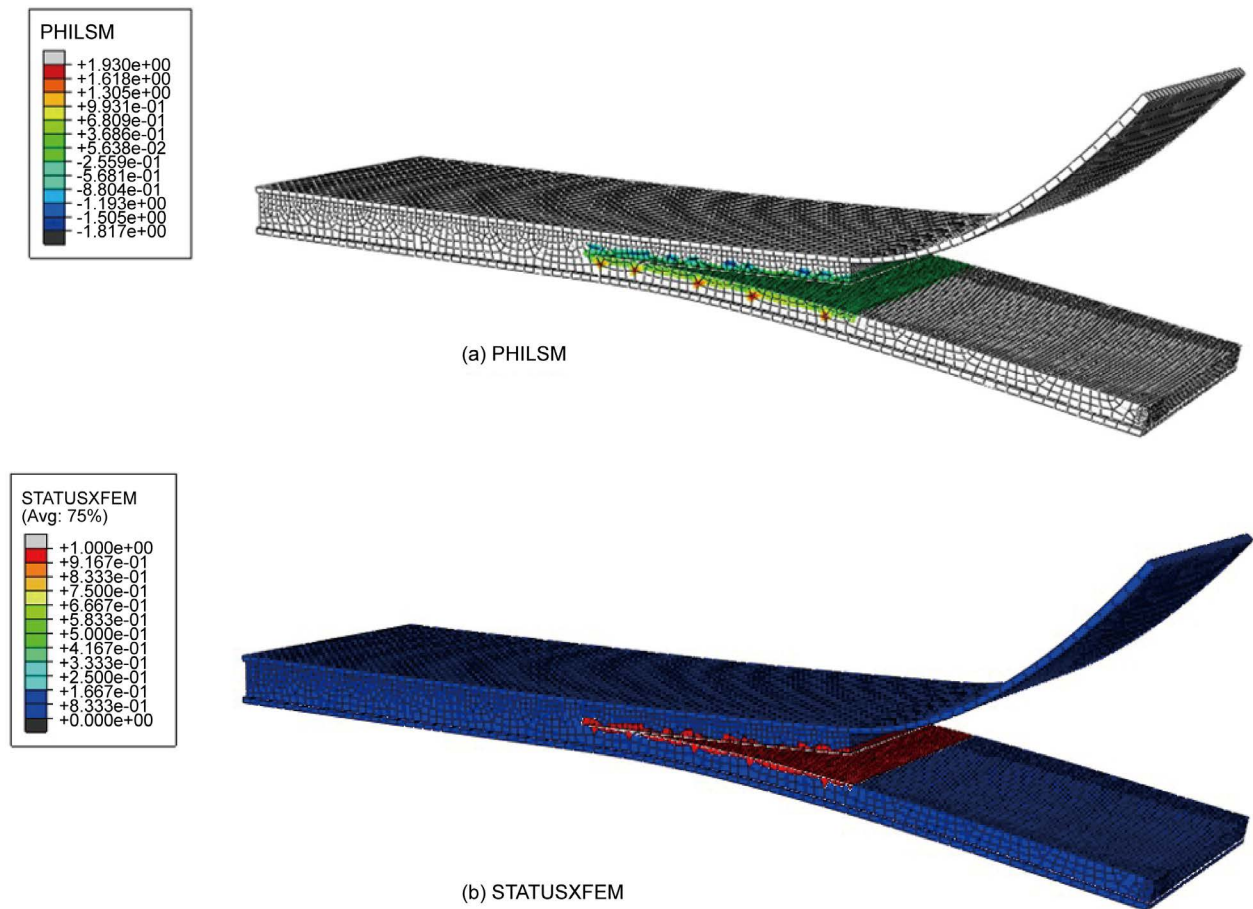 PHILSM
+1.930e+00
+1.618e+00
+1.305e+00
+9.931e-01
+6.809e-01
+3.686e-01
+5.638e-02
-2.559e-01
-5.681e-01
-8.804e-01
-1.193e+00
-1.505e+00
-1.817e+00
(a) PHILSM
STATUSXFEM
(Avg: 75%)
+1.000e+00
+9.167e-01
+8.333e-01
+7.500e-01
+6.667e-01
+5.833e-01
+5.000e-01
+4.167e-01
+3.333e-01
+2.500e-01
+1.667e-01
+8.333e-01
+0.000e+00
(b) STATUSXFEM